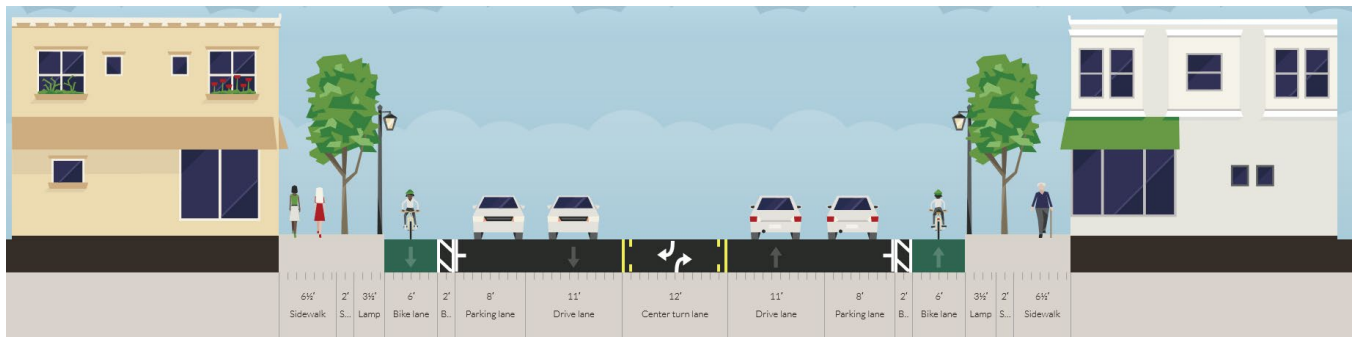 6½'
Sidewalk
2'
S...
3½'
Lamp
6'
Bike lane
2'
B..
8'
Parking lane
11'
Drive lane
12'
Center turn lane
11'
Drive lane
8'
Parking lane
2'
B..
6'
Bike lane
3½'
Lamp
2'
S...
6½'
Sidewalk